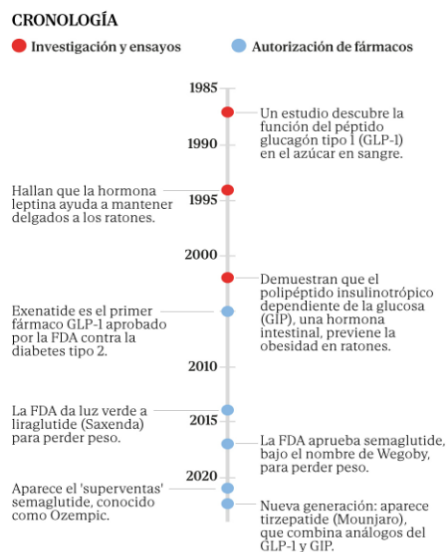 CRONOLOGÍA
Investigación y ensayos
Autorización de fármacos
1985
Un estudio descubre la
función del péptido
glucagón tipo 1 (GLP-1)
en el azúcar en sangre.
1990
Hallan que la hormona
leptina ayuda a mantener
delgados a los ratones.
1995
2000
Demuestran que el
polipéptido insulinotrópico
dependiente de la glucosa
(GIP), una hormona
intestinal, previene la
obesidad en ratones.
Exenatide es el primer
fármaco GLP-1 aprobado
por la FDA contra la
diabetes tipo 2.
2010
La FDA da luz verde a
liraglutide (Saxenda)
para perder peso.
2015
La FDA aprueba semaglutide,
bajo el nombre de Wegoby,
para perder peso.
2020
Aparece el 'superventas'
semaglutide, conocido
como Ozempic.
Nueva generación: aparece
tirzepatide (Mounjaro),
que combina análogos del
GLP-1 y GIP.